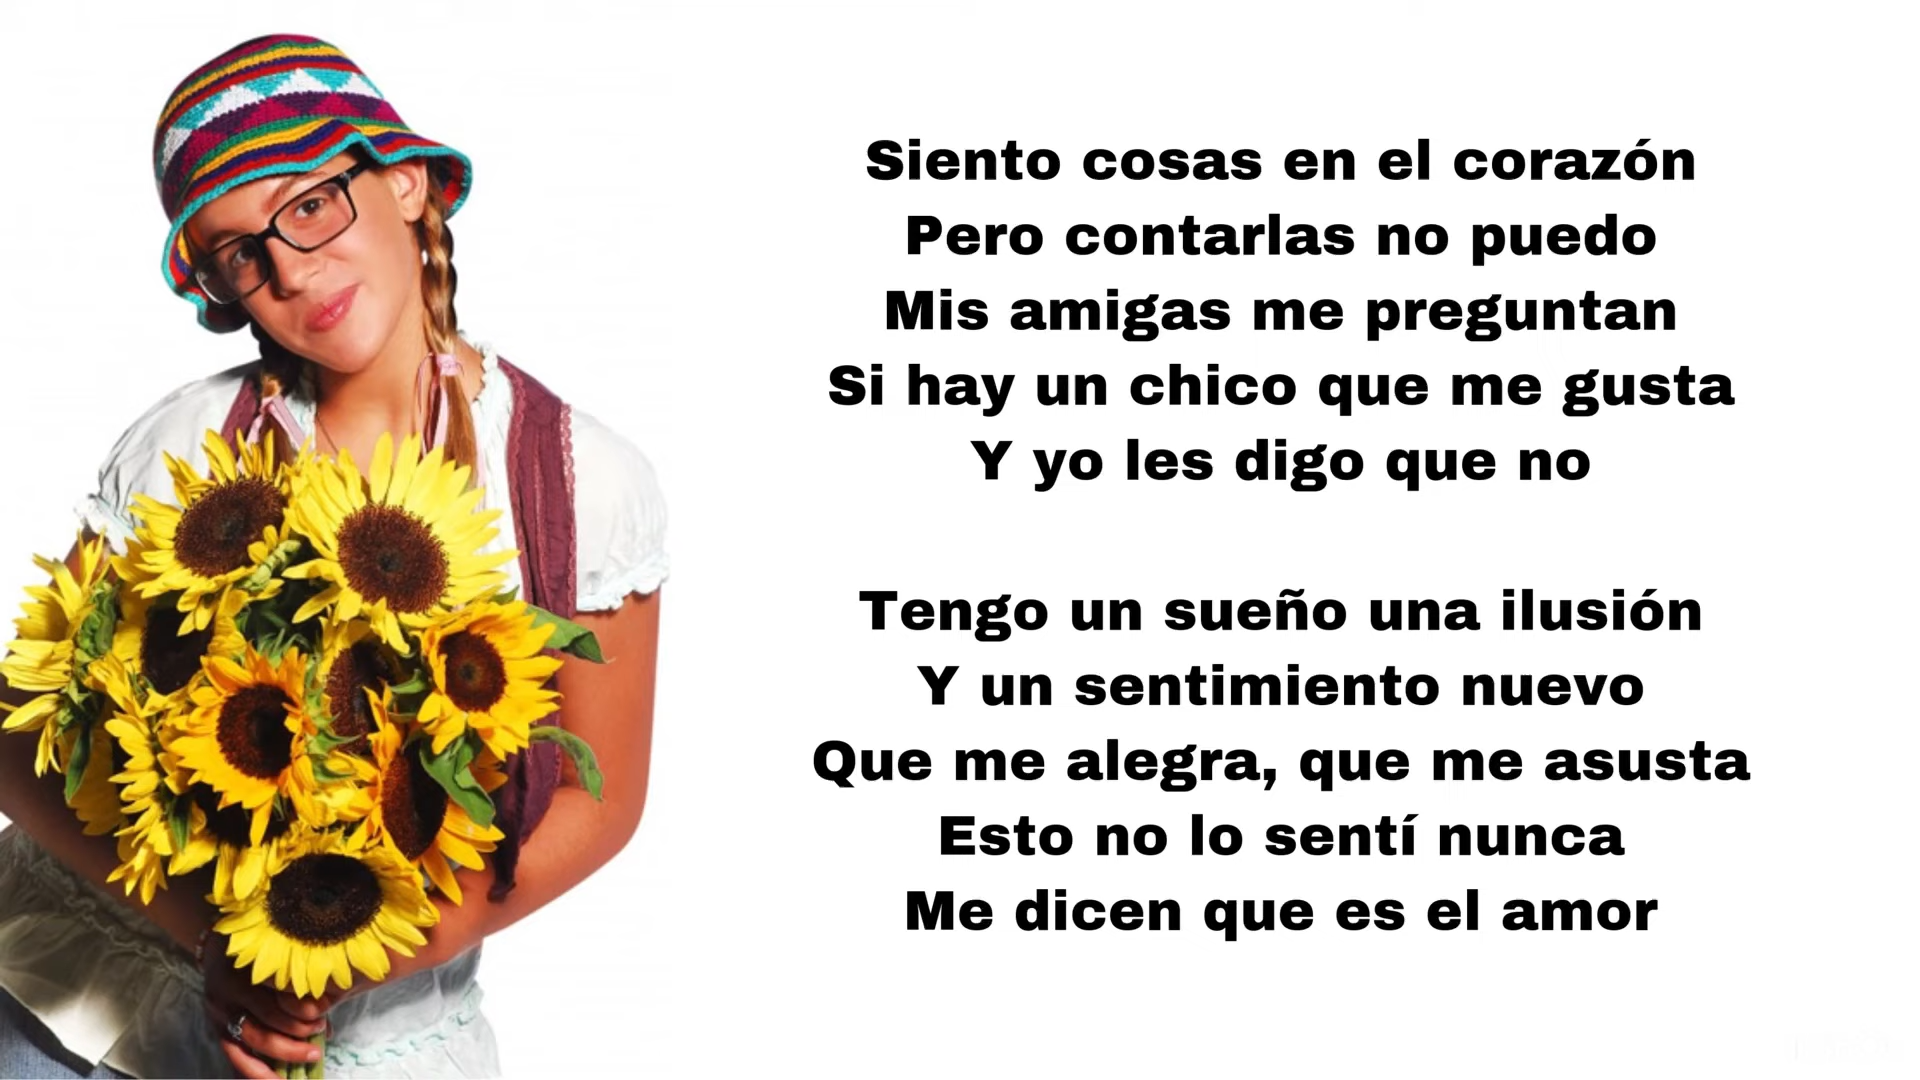 Siento cosas en el corazón
Pero contarlas no puedo
Mis amigas me preguntan
Si hay un chico que me gusta
Y yo les digo que no
Tengo un sueño una ilusión
Y un sentimiento nuevo
Que me alegra, que me asusta
Esto no lo sentí nunca
Me dicen que es el amor